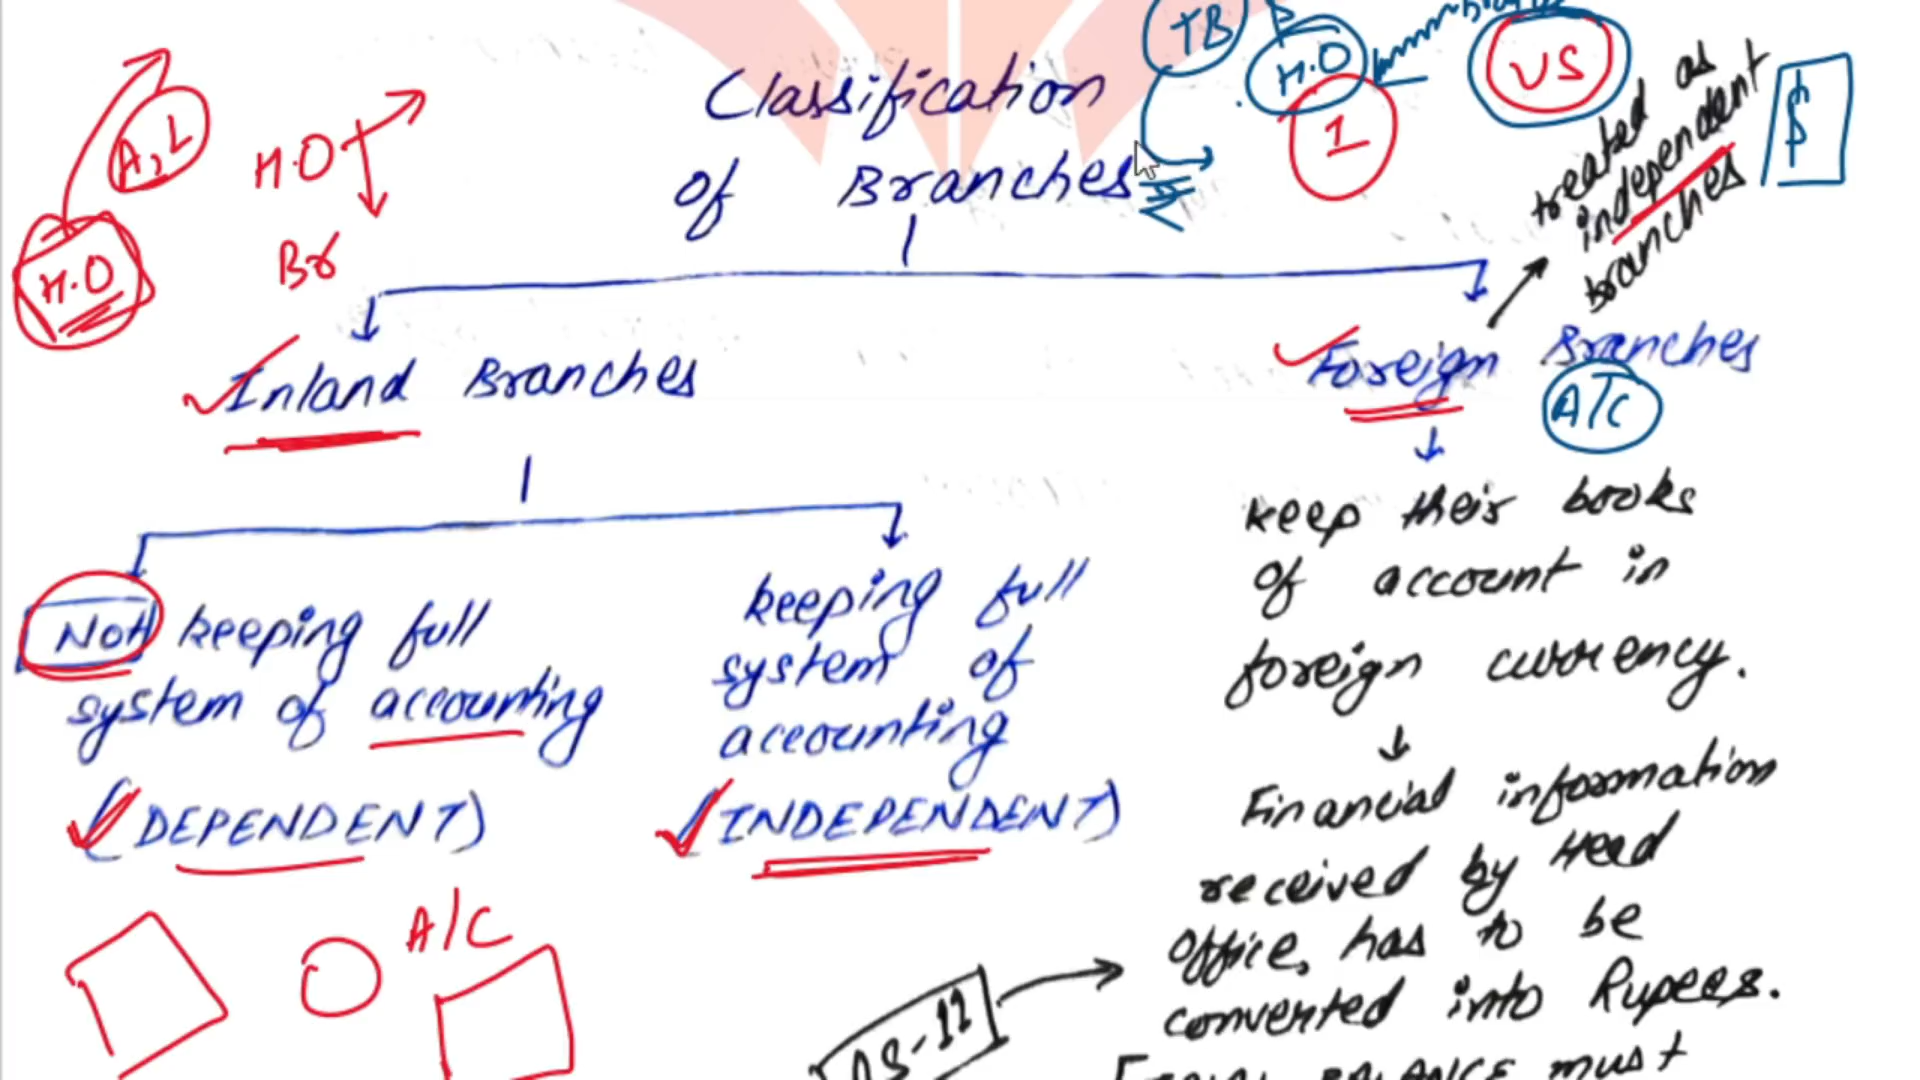 TB
H.O
US
$
I
A, L
H.O
H.O
Br
Classification
of Branches
₹
treated as
independent
branches
Inland Branches
Foreign Branches
A/C
keep their books
of account in
foreign currency.
Not keeping full
system of accounting
(DEPENDENT)
keeping full
system of
accounting
(INDEPENDENT)
Financial information
received by Head
Office, has to be
converted into Rupees.
A/C
AS-11
BALANCE must